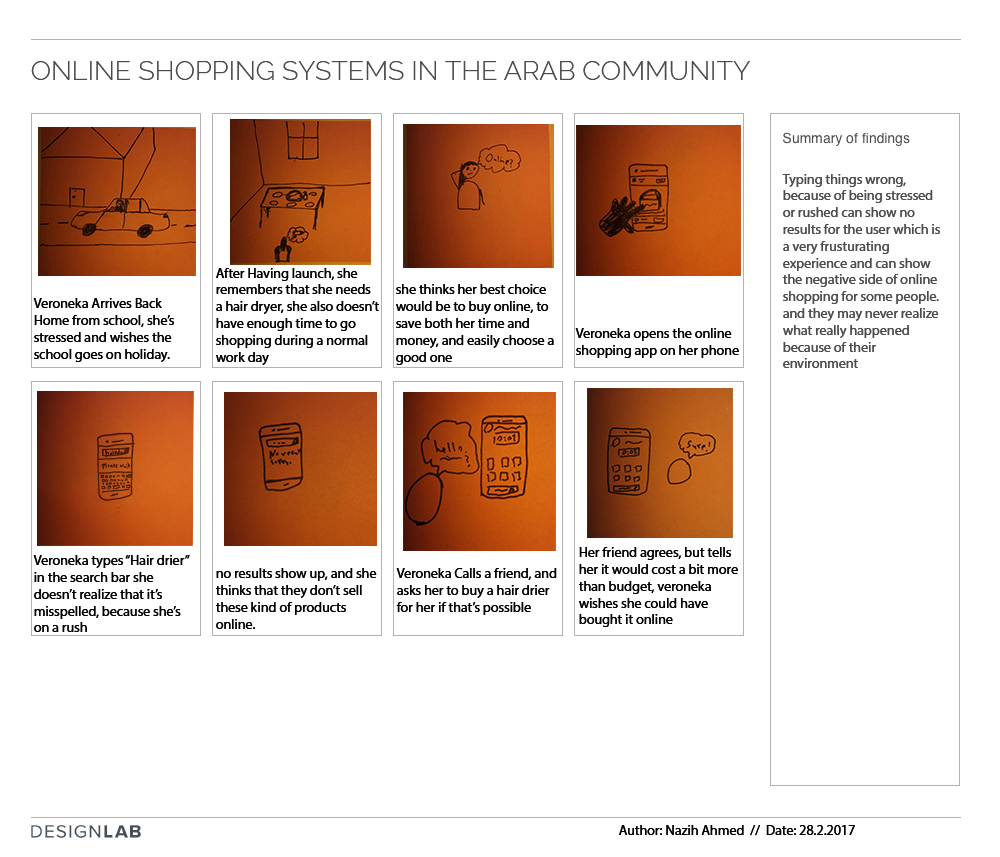 ONLINE SHOPPING SYSTEMS IN THE ARAB COMMUNITY
Online?
Veroneka Arrives Back
Home from school, she's
stressed and wishes the
school goes on holiday.
After Having launch, she
remembers that she needs
a hair dryer, she also doesn't
have enough time to go
shopping during a normal
work day
she thinks her best choice
would be to buy online, to
save both her time and
money, and easily choose a
good one
Veroneka opens the online
shopping app on her phone
Veroneka types “Hair drier”
in the search bar she
doesn't realize that it's
misspelled, because she's
on a rush
no results show up, and she
thinks that they don't sell
these kind of products
online.
hello,
Veroneka Calls a friend, and
asks her to buy a hair drier
for her if that's possible
Sure!
Her friend agrees, but tells
her it would cost a bit more
than budget, veroneka
wishes she could have
bought it online
Summary of findings
Typing things wrong,
because of being stressed
or rushed can show no
results for the user which is
a very frusturating
experience and can show
the negative side of online
shopping for some people.
and they may never realize
what really happened
because of their
environment
DESIGNLAB
Author: Nazih Ahmed // Date: 28.2.2017